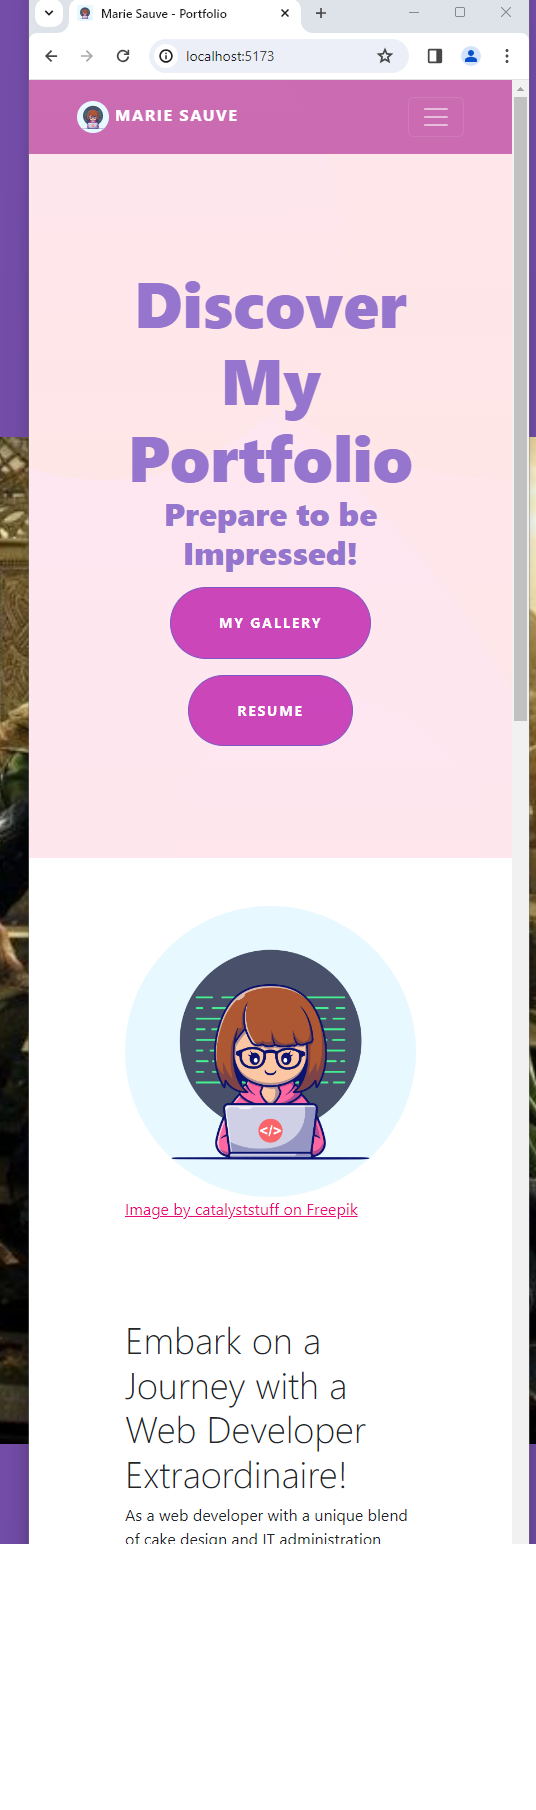 Marie Sauve - Portfolio
localhost:5173
MARIE SAUVE
Discover
My
Portfolio
Prepare to be
Impressed!
MY GALLERY
RESUME
</>
Image by catalyststuff on Freepik
Embark on a
Journey with a
Web Developer
Extraordinaire!
As a web developer with a unique blend
of cake design and IT administration